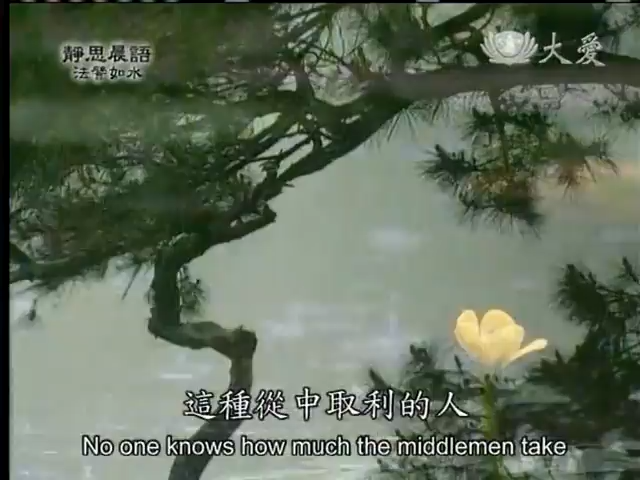 靜思晨語
法譬如水
大愛
這種從中取利的人
No one knows how much the middlemen take